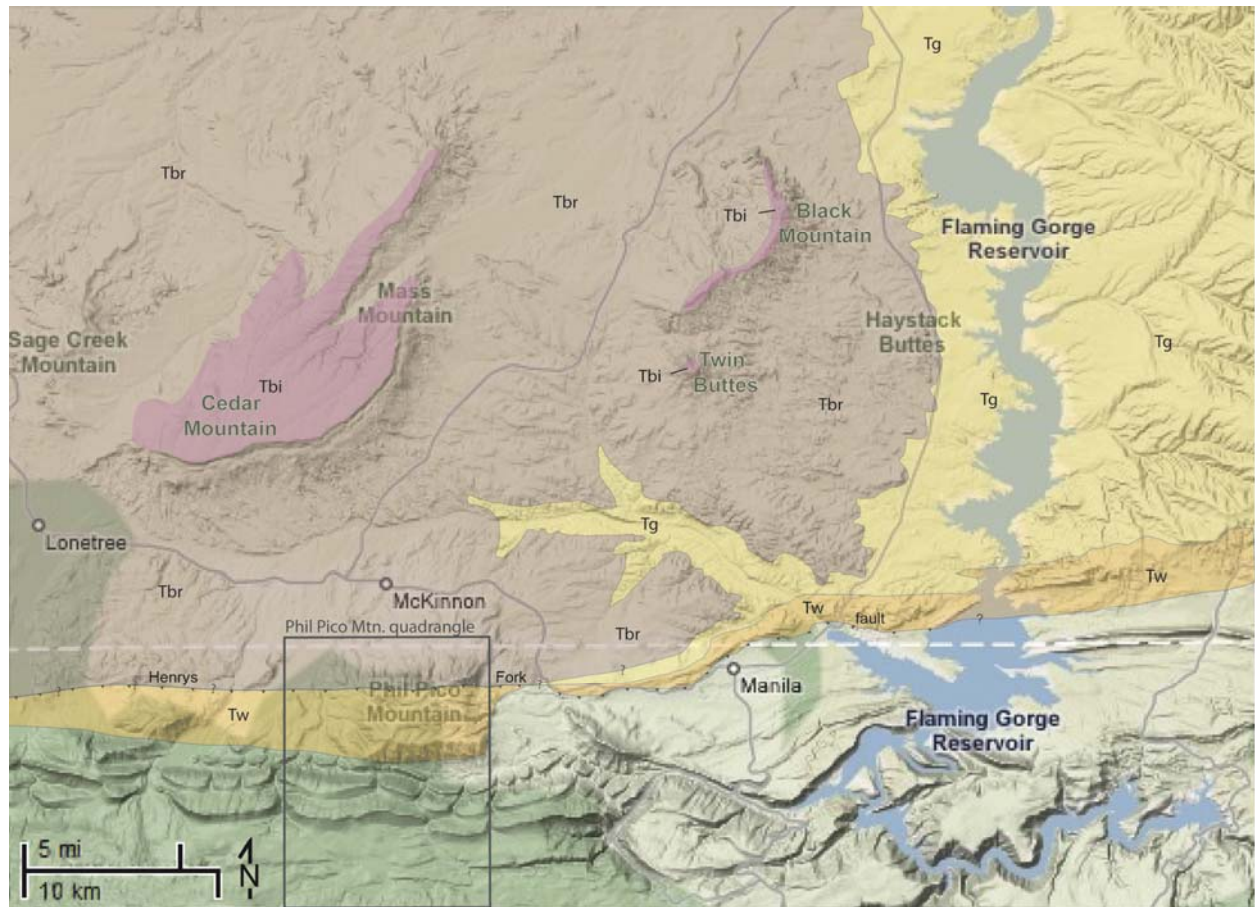 Tg
Tbr
Tbr
Tbi
Black
Mountain
Flaming Gorge
Reservoir
Mass
Mountain
Sage Creek
Mountain
Haystack
Buttes
Tg
Twin
Buttes
Tbi
Tbi
Cedar
Mountain
Tbr
Tg
Tg
Lonetree
Tbr
McKinnon
Tw
Tw
fault
?
Phil Pico Mtn. quadrangle
Tbr
?
Henrys
Fork
?
?
?
Phil Pico
Mountain
Manila
Tw
Flaming Gorge
Reservoir
5 mi
10 km
N